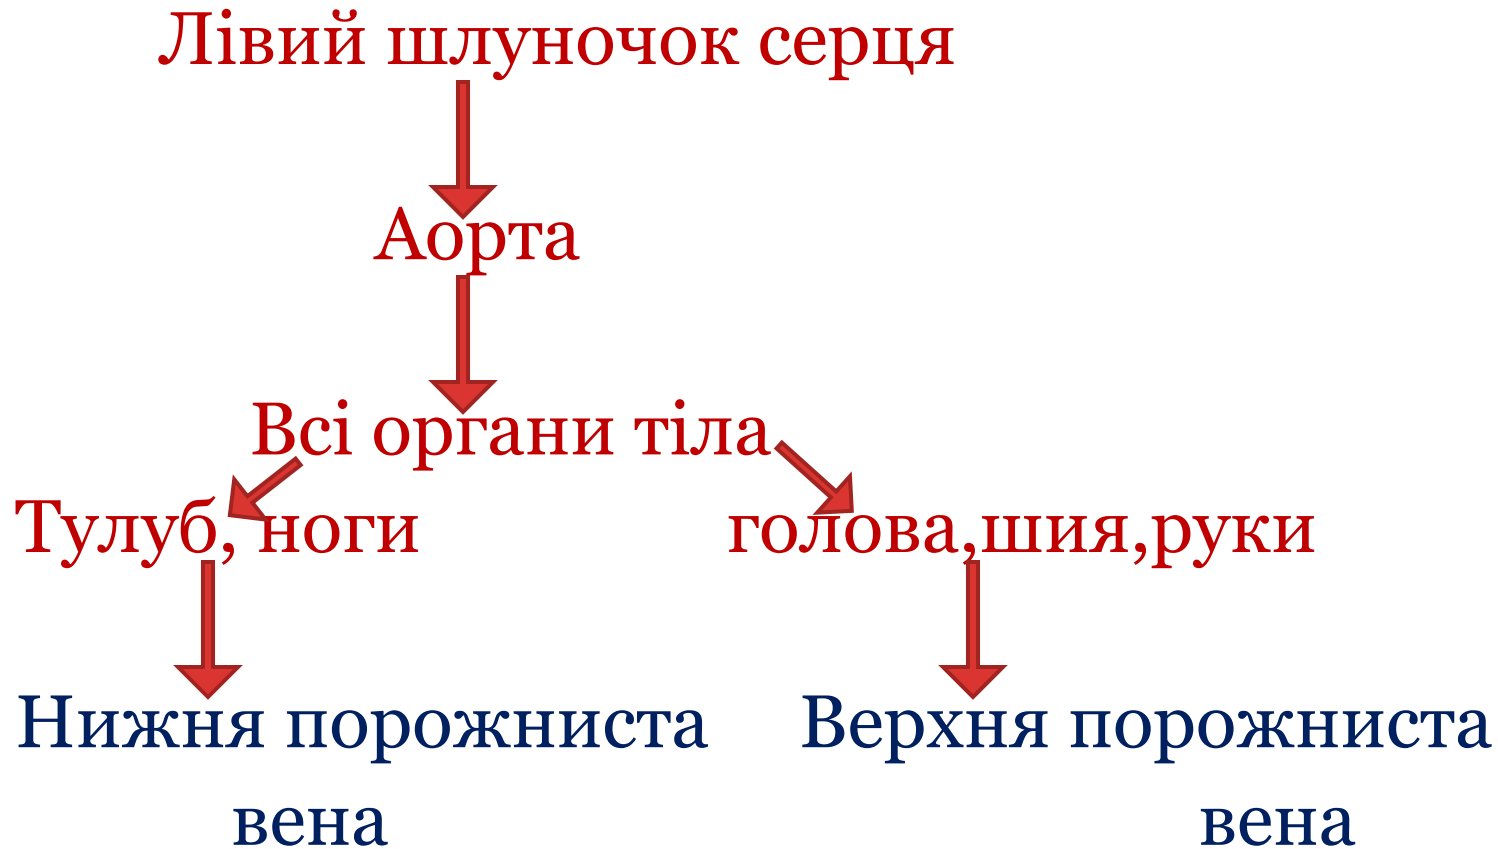 Лівий шлуночок серця
Аорта
Всі органи тіла
Тулуб, ноги
голова,шия,руки
Нижня порожниста
вена
Верхня порожниста
вена